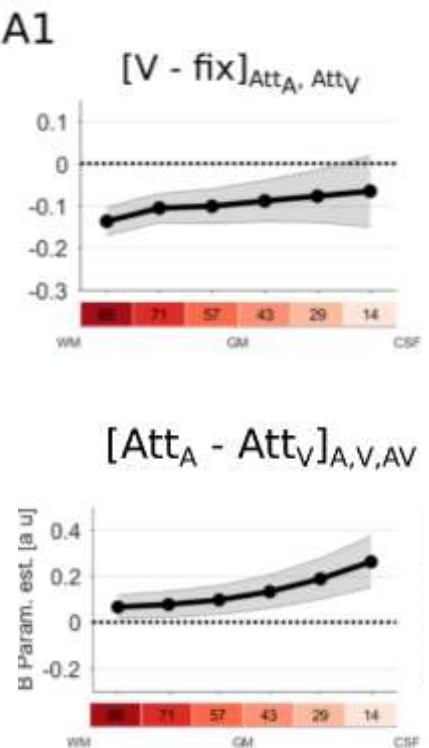 A1
[V - fix]AttA, AttV
0.1
0
-0.1
-0.2
-0.3
86 71 57 43 29 14
WM GM CSF
[AttA - AttV]A,V,AV
B Param. est. [a u]
0.4
0.2
0
-0.2
86 71 57 43 29 14
WM GM CSF